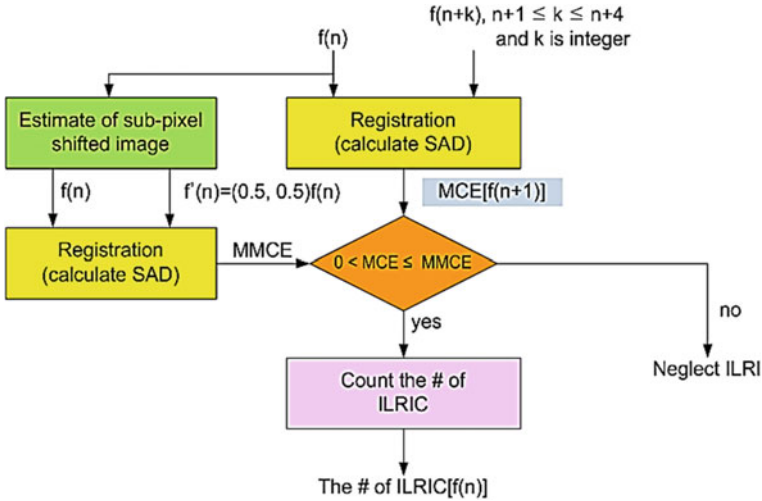 f(n+k), n+1 ≤ k ≤ n+4
and k is integer
f(n)
Estimate of sub-pixel
shifted image
Registration
(calculate SAD)
f(n)
f'(n)=(0.5, 0.5)f(n)
MCE[f(n+1)]
Registration
(calculate SAD)
MMCE
0 < MCE ≤ MMCE
no
yes
Neglect ILRI
Count the # of
ILRIC
The # of ILRIC[f(n)]